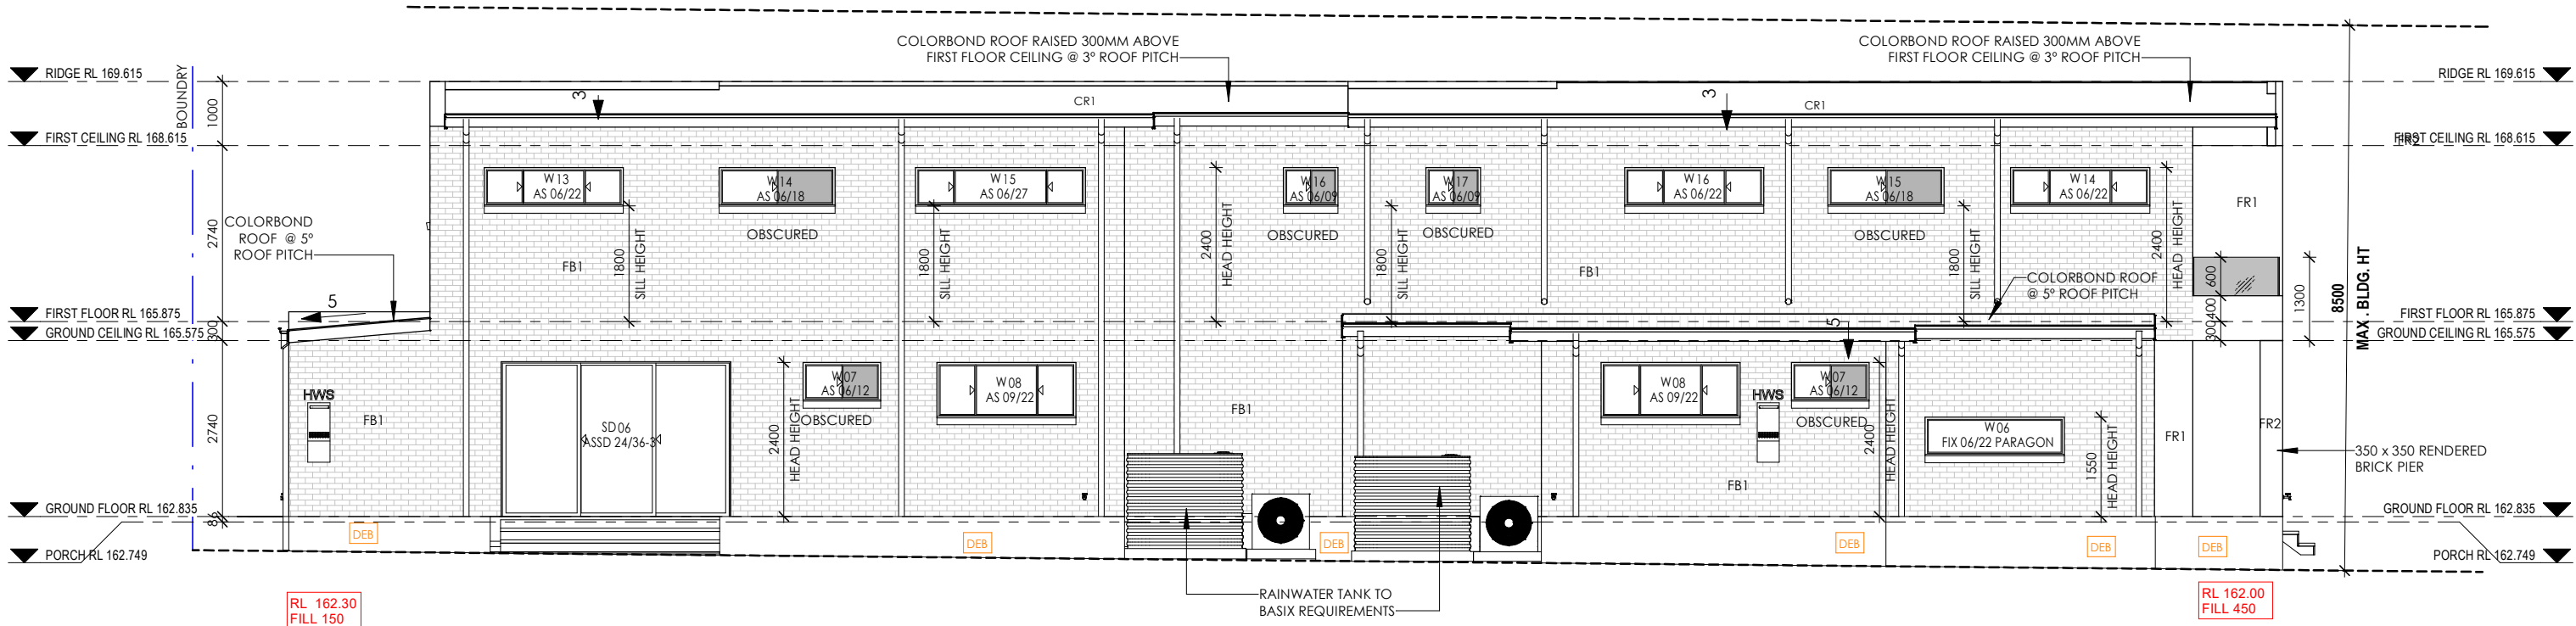 COLORBOND ROOF RAISED 300MM ABOVE
FIRST FLOOR CEILING @ 3° ROOF PITCH
COLORBOND ROOF RAISED 300MM ABOVE
FIRST FLOOR CEILING @ 3° ROOF PITCH
RIDGE RL 169.615
BOUNDRY
RIDGE RL 169.615
1000
3
CR1
3
CR1
FIRST CEILING RL 168.615
FIRST CEILING RL 168.615
FR2
W13
AS 06/22
W14
AS 06/18
OBSCURED
W15
AS 06/27
W16
AS 06/09
OBSCURED
W17
AS 06/09
OBSCURED
W16
AS 06/22
W15
AS 06/18
OBSCURED
W14
AS 06/22
FR1
2740
COLORBOND
ROOF @ 5°
ROOF PITCH
FB1
1800
SILL HEIGHT
1800
SILL HEIGHT
2400
HEAD HEIGHT
1800
SILL HEIGHT
FB1
1800
SILL HEIGHT
COLORBOND ROOF
@ 5° ROOF PITCH
2400
HEAD HEIGHT
600
400
300
1300
8500
MAX. BLDG. HT
5
FIRST FLOOR RL 165.875
300
GROUND CEILING RL 165.575
5
FIRST FLOOR RL 165.875
GROUND CEILING RL 165.575
HWS
FB1
2740
SD06
ASSD 24/36-3
2400
HEAD HEIGHT
W07
AS 06/12
OBSCURED
W08
AS 09/22
FB1
W08
AS 09/22
HWS
W07
AS 06/12
OBSCURED
FB1
2400
HEAD HEIGHT
W06
FIX 06/22 PARAGON
1550
HEAD HEIGHT
FR1
FR2
350 x 350 RENDERED
BRICK PIER
GROUND FLOOR RL 162.835
86
PORCH RL 162.749
GROUND FLOOR RL 162.835
PORCH RL 162.749
DEB
DEB
DEB
DEB
DEB
DEB
RAINWATER TANK TO
BASIX REQUIREMENTS
RL 162.30
FILL 150
RL 162.00
FILL 450